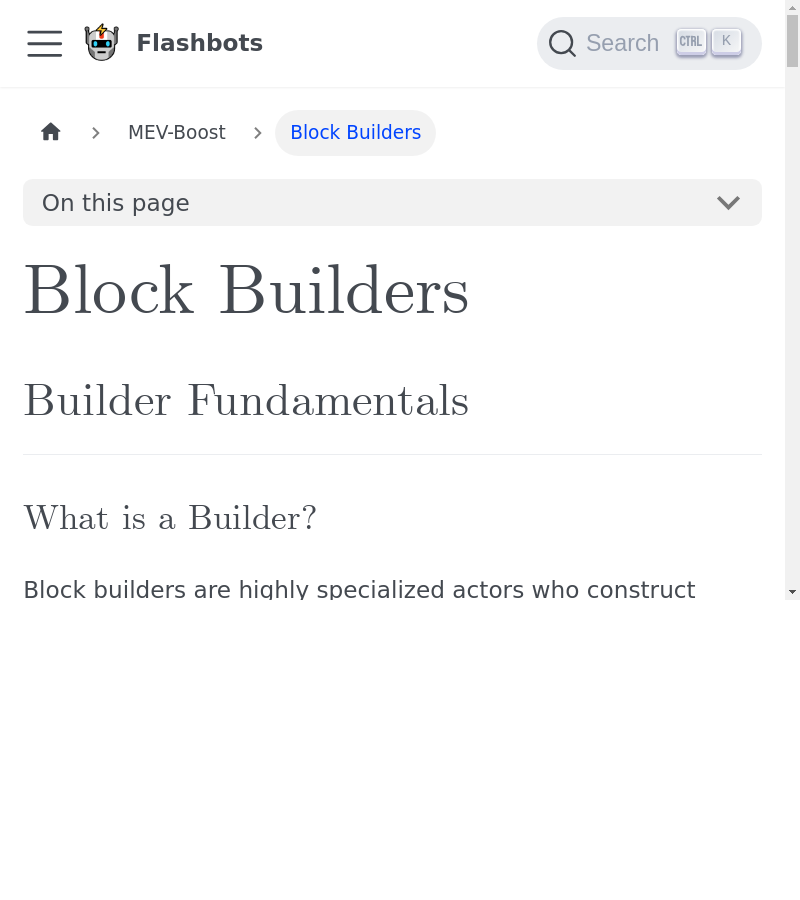 Flashbots
Search CTRL K
MEV-Boost
Block Builders
On this page
Block Builders
Builder Fundamentals
What is a Builder?
Block builders are highly specialized actors who construct